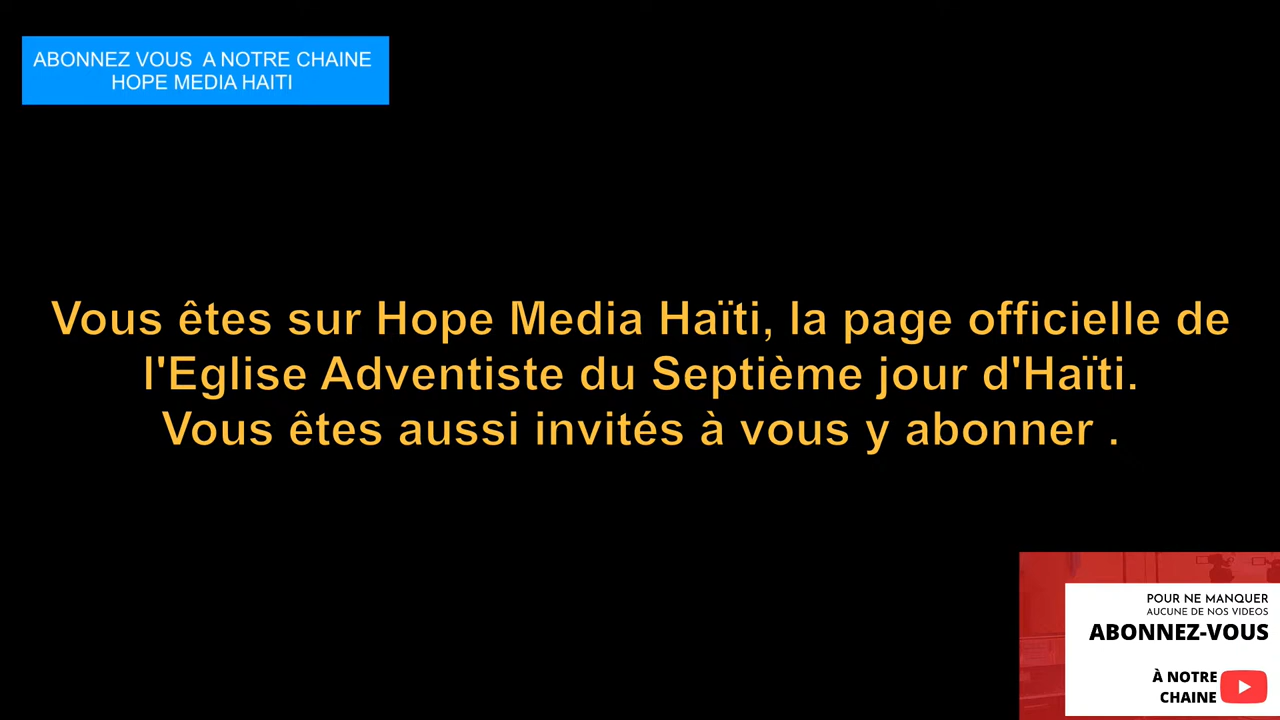 ABONNEZ VOUS A NOTRE CHAINE
HOPE MEDIA HAITI
Vous êtes sur Hope Media Haïti, la page officielle de
l'Eglise Adventiste du Septième jour d'Haïti.
Vous êtes aussi invités à vous y abonner .
POUR NE MANQUER
AUCUNE DE NOS VIDEOS
ABONNEZ-VOUS
À NOTRE
CHAINE